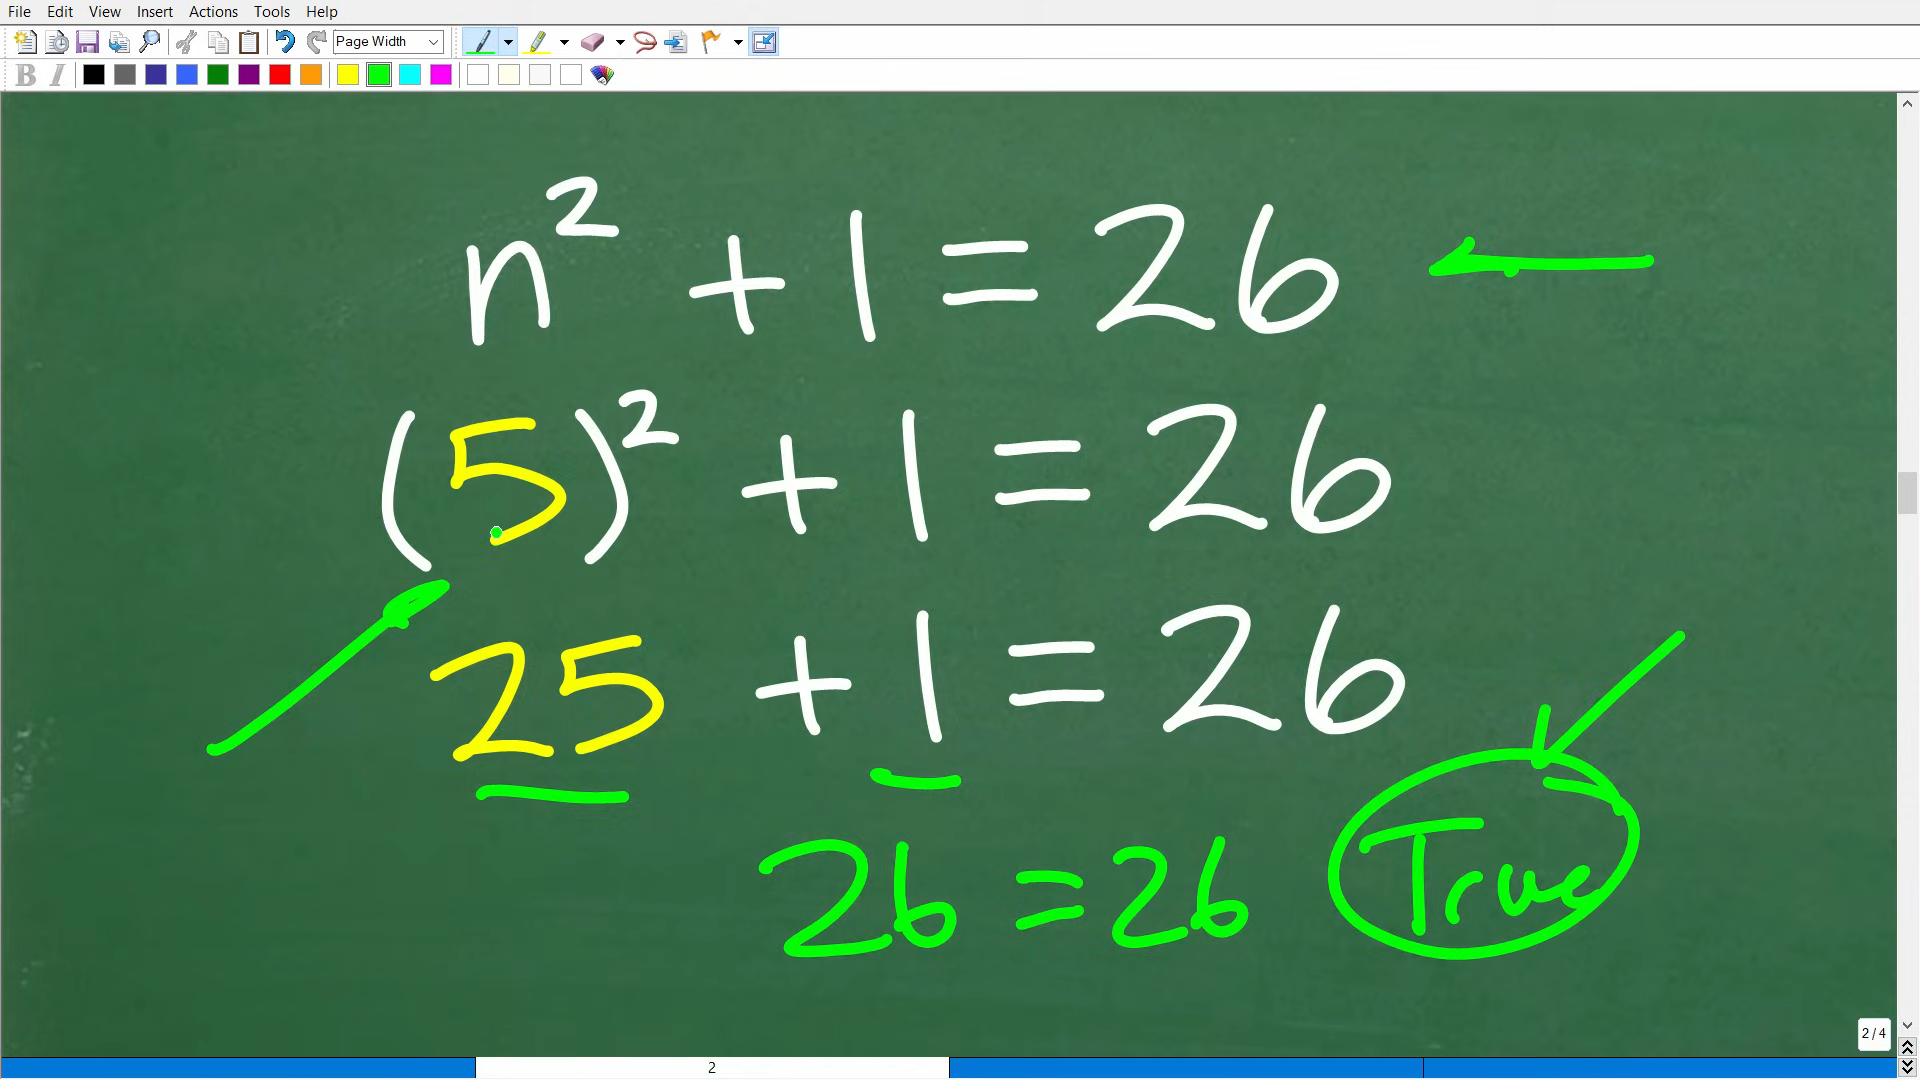 File Edit View Insert Actions Tools Help
Page Width
B I
n² + 1 = 26
(5)² + 1 = 26
25 + 1 = 26
26 = 26 True
2 / 4
2